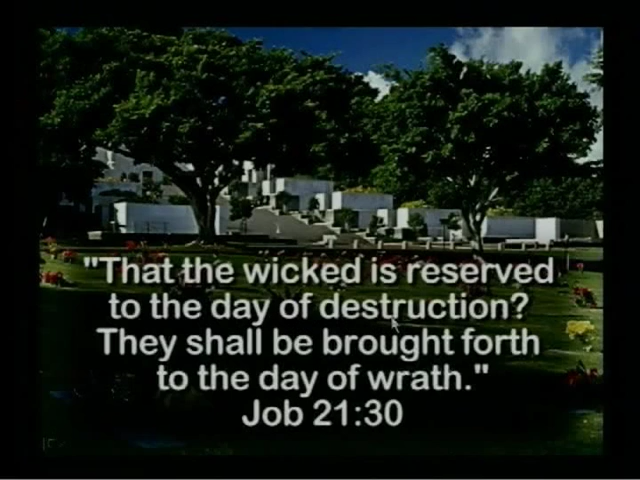 "That the wicked is reserved
to the day of destruction?
They shall be brought forth
to the day of wrath."
Job 21:30